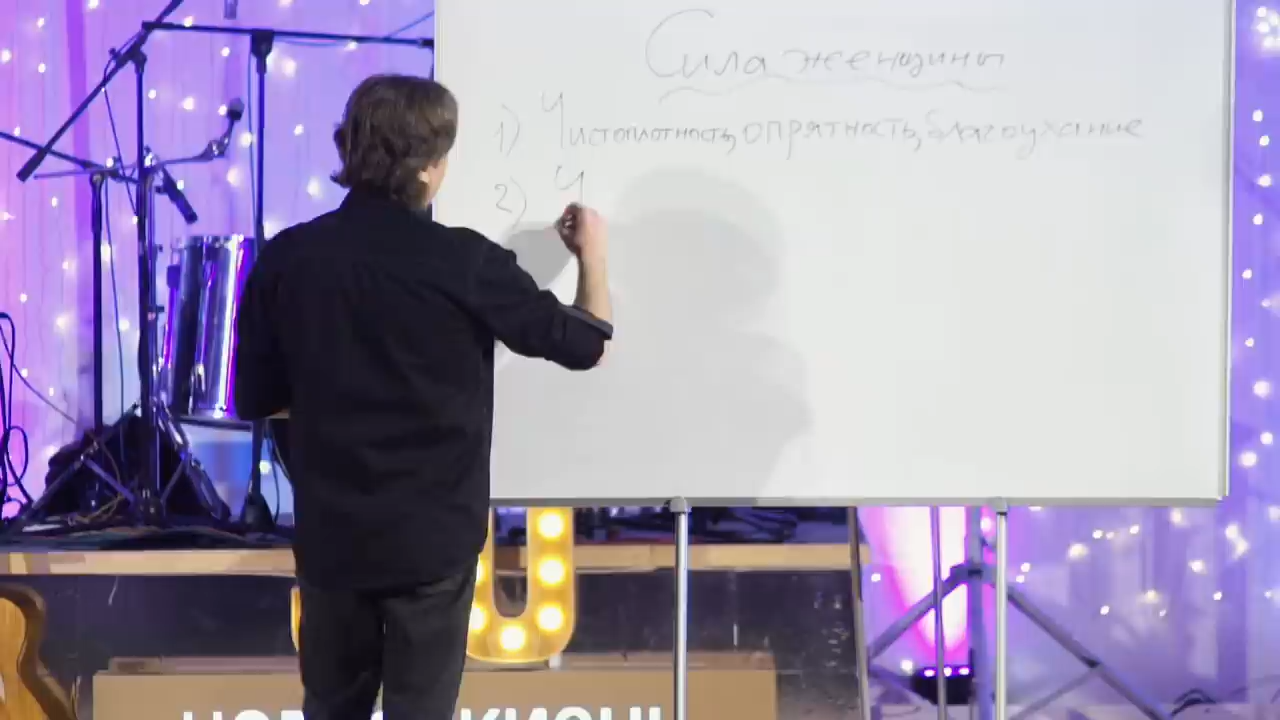 Сила женщины
1) Чистоплотность, опрятность, благоухание
2) Ч